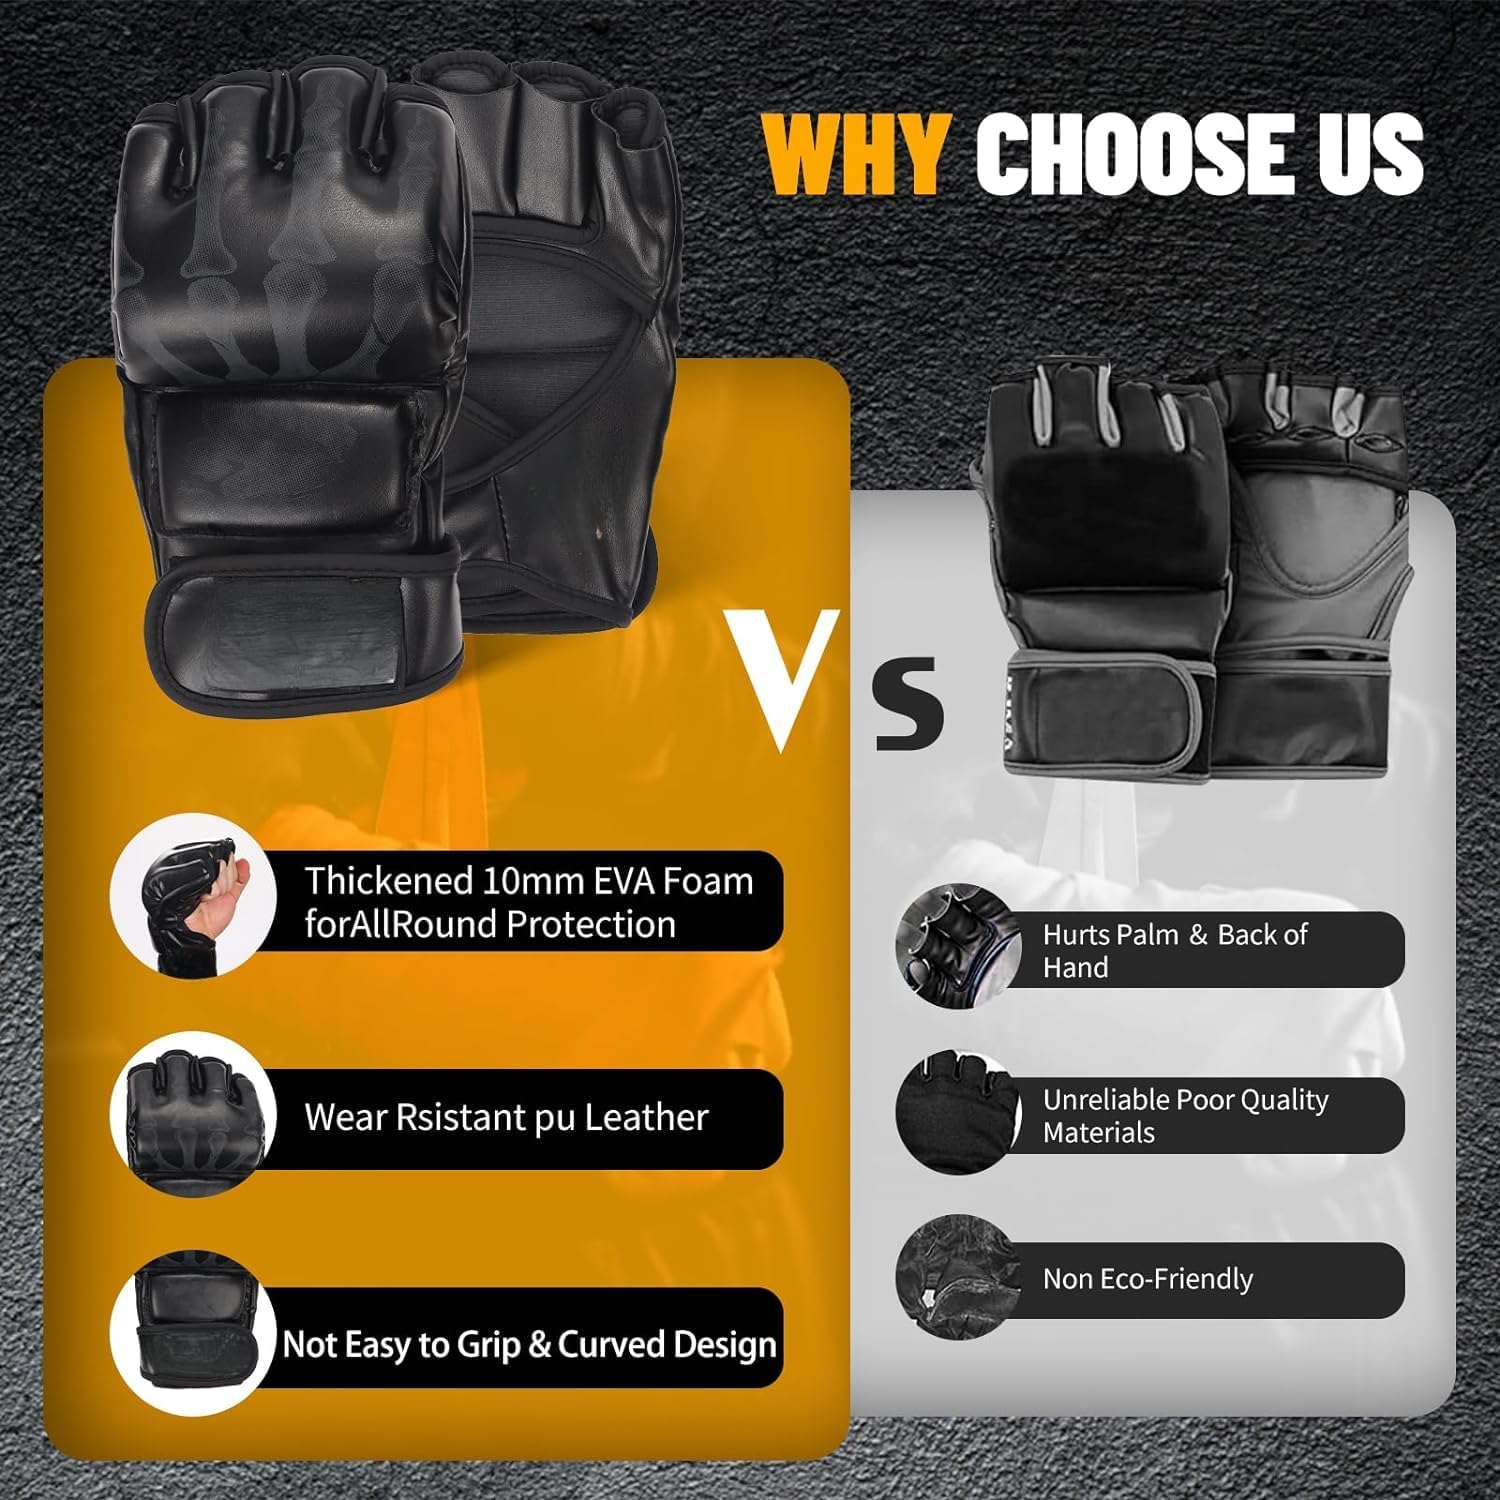 WHY CHOOSE US
VS
Thickened 10mm EVA Foam
forAllRound Protection
Wear Rsistant pu Leather
Not Easy to Grip & Curved Design
Hurts Palm & Back of
Hand
Unreliable Poor Quality
Materials
Non Eco-Friendly